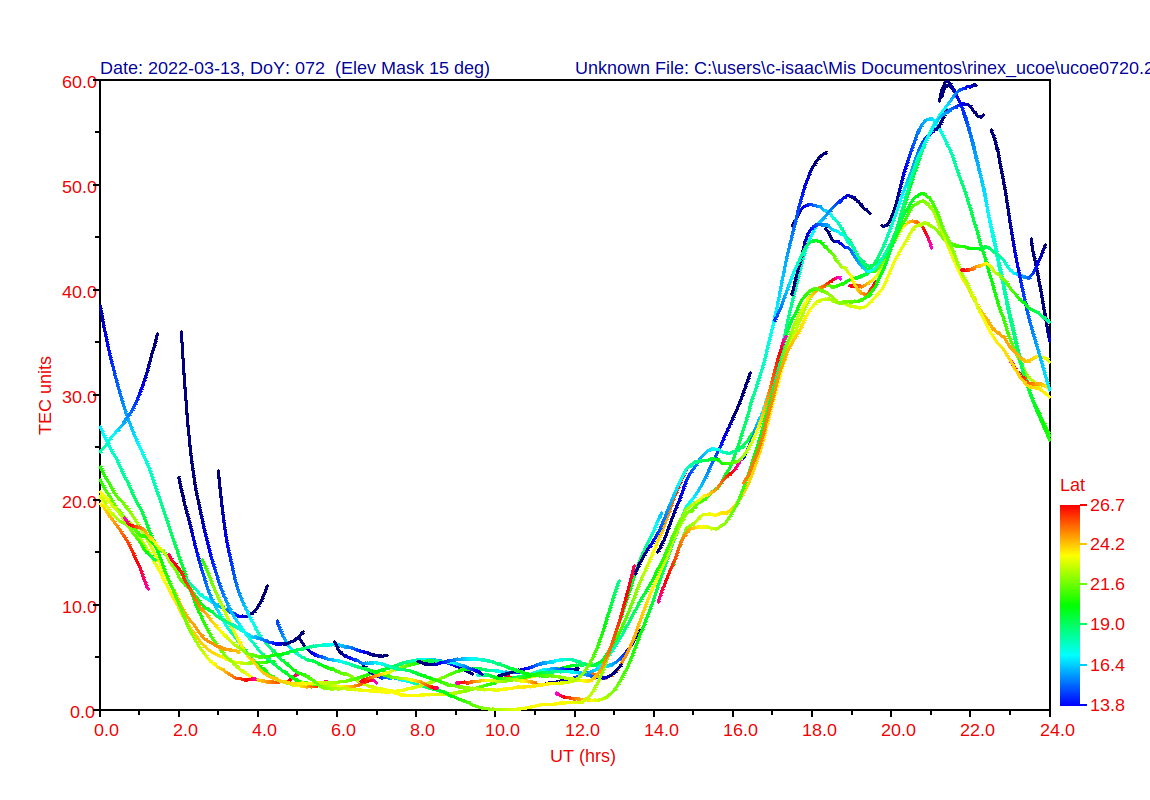 Date: 2022-03-13, DoY: 072  (Elev Mask 15 deg)
Unknown File: C:\users\c-isaac\Mis Documentos\rinex_ucoe\ucoe0720.2
60.0
50.0
40.0
30.0
20.0
10.0
0.0
TEC units
0.0 2.0 4.0 6.0 8.0 10.0 12.0 14.0 16.0 18.0 20.0 22.0 24.0
UT (hrs)
Lat
26.7
24.2
21.6
19.0
16.4
13.8